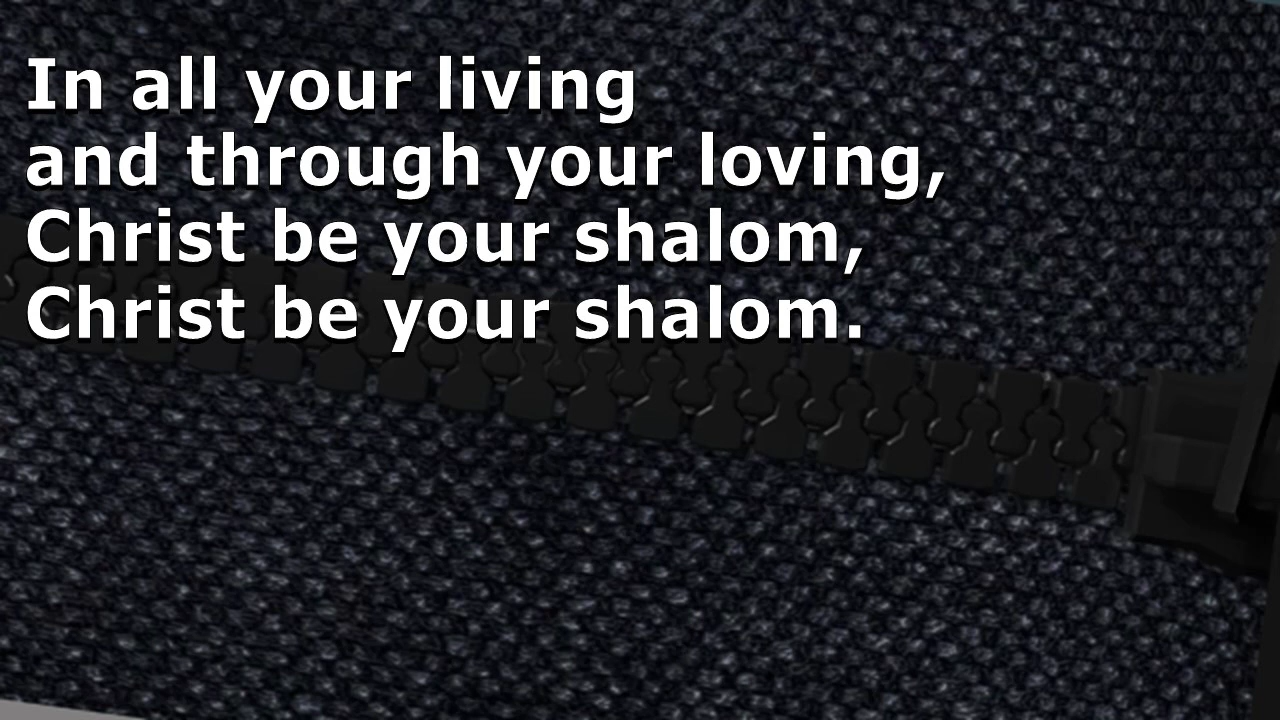 In all your living
and through your loving,
Christ be your shalom,
Christ be your shalom.